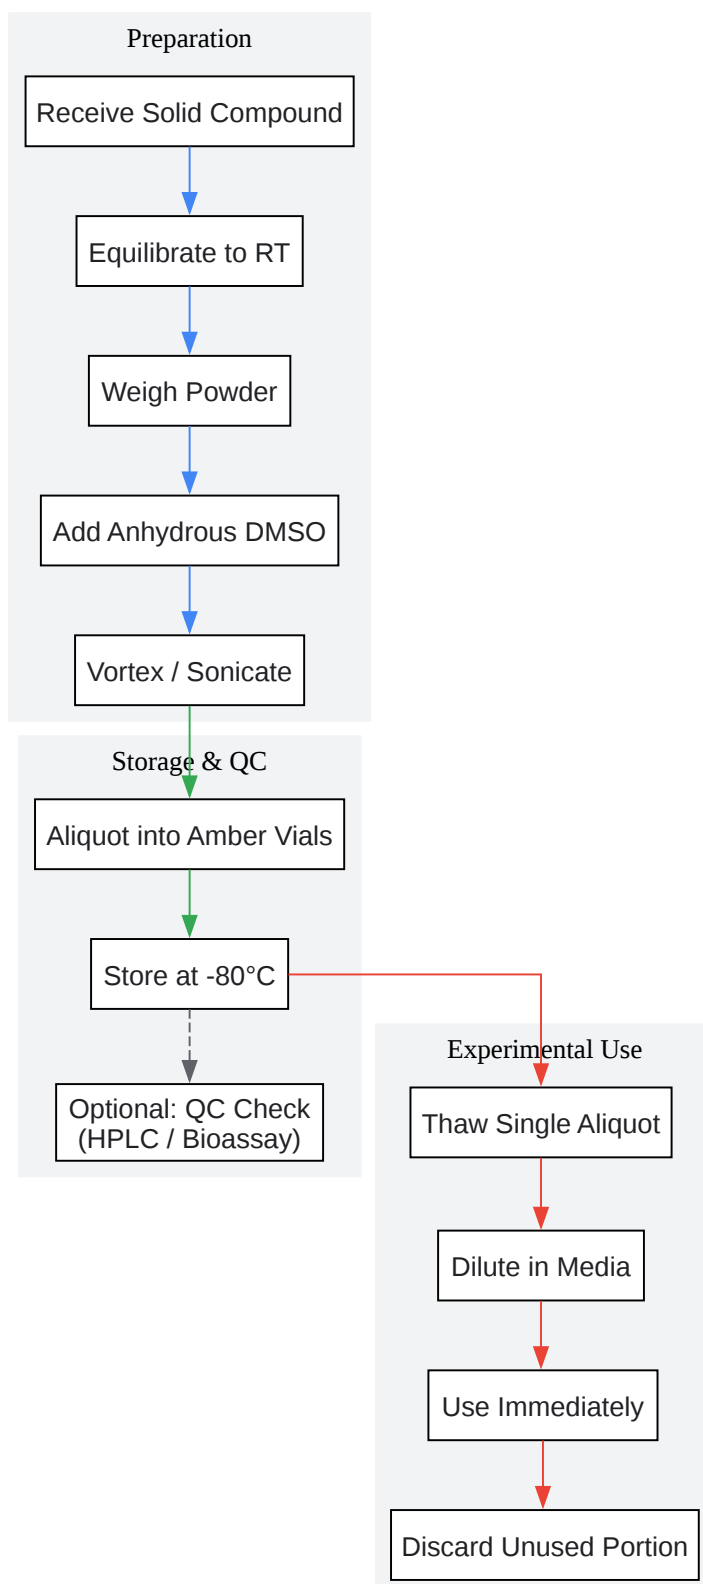 Preparation
Receive Solid Compound
Equilibrate to RT
Weigh Powder
Add Anhydrous DMSO
Vortex / Sonicate
Storage & QC
Aliquot into Amber Vials
Store at -80°C
Optional: QC Check
(HPLC / Bioassay)
Experimental Use
Thaw Single Aliquot
Dilute in Media
Use Immediately
Discard Unused Portion